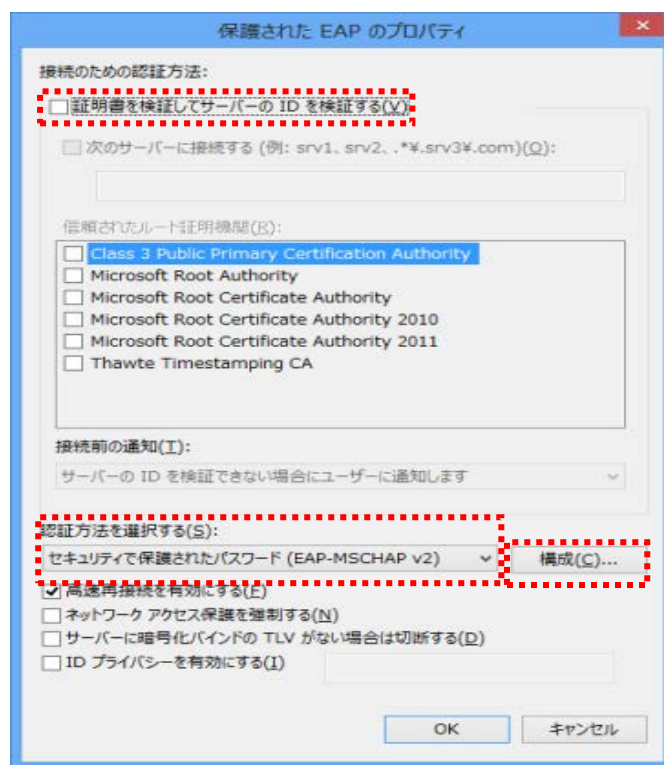 保護された EAP のプロパティ
×
接続のための認証方法:
証明書を検証してサーバーの ID を検証する(V)
次のサーバーに接続する (例: srv1、srv2、.*¥.srv3¥.com)(O):
信頼されたルート証明機関(R):
Class 3 Public Primary Certification Authority
Microsoft Root Authority
Microsoft Root Certificate Authority
Microsoft Root Certificate Authority 2010
Microsoft Root Certificate Authority 2011
Thawte Timestamping CA
接続前の通知(T):
サーバーの ID を検証できない場合にユーザーに通知します
認証方法を選択する(S):
セキュリティで保護されたパスワード (EAP-MSCHAP v2) 構成(C)...
高速再接続を有効にする(F)
ネットワーク アクセス保護を強制する(N)
サーバーに暗号化バインドの TLV がない場合は切断する(D)
ID プライバシーを有効にする(I)
OK キャンセル